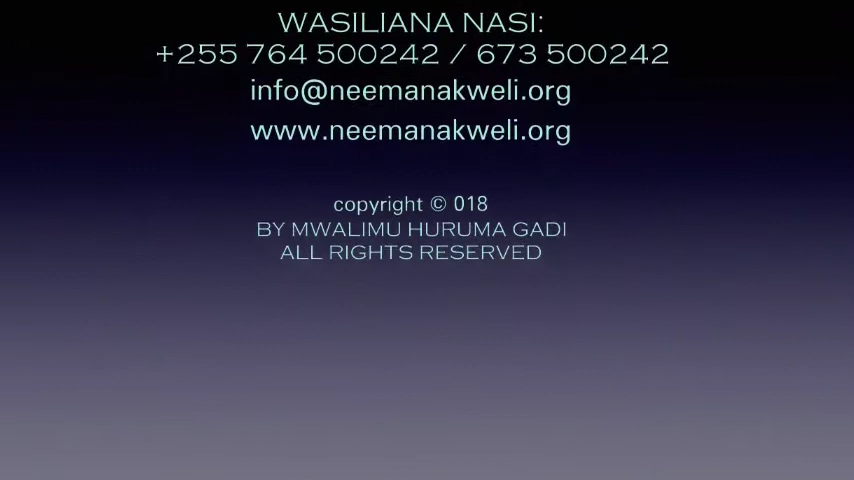 WASILIANA NASI:
+255 764 500242 / 673 500242
info@neemanakweli.org
www.neemanakweli.org
copyright © 018
BY MWALIMU HURUMA GADI
ALL RIGHTS RESERVED